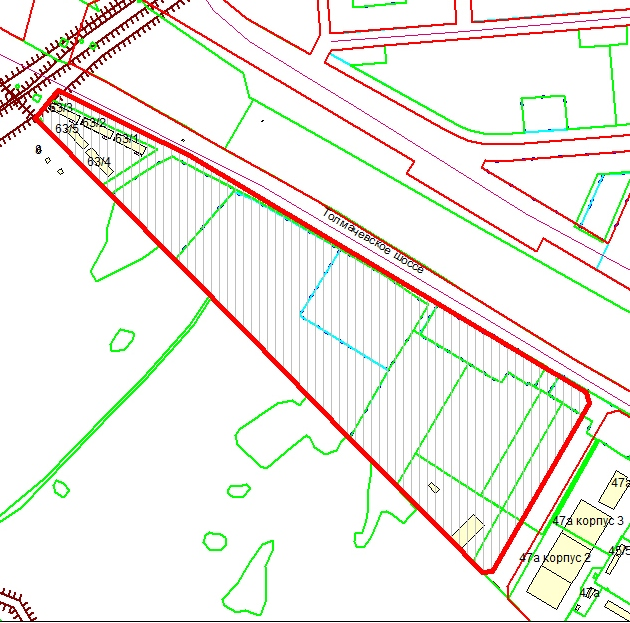 63/3
63/2
63/5
63/1
63/4
Толмачевское шоссе
47а
47а корпус 3
47а корпус 2
47а